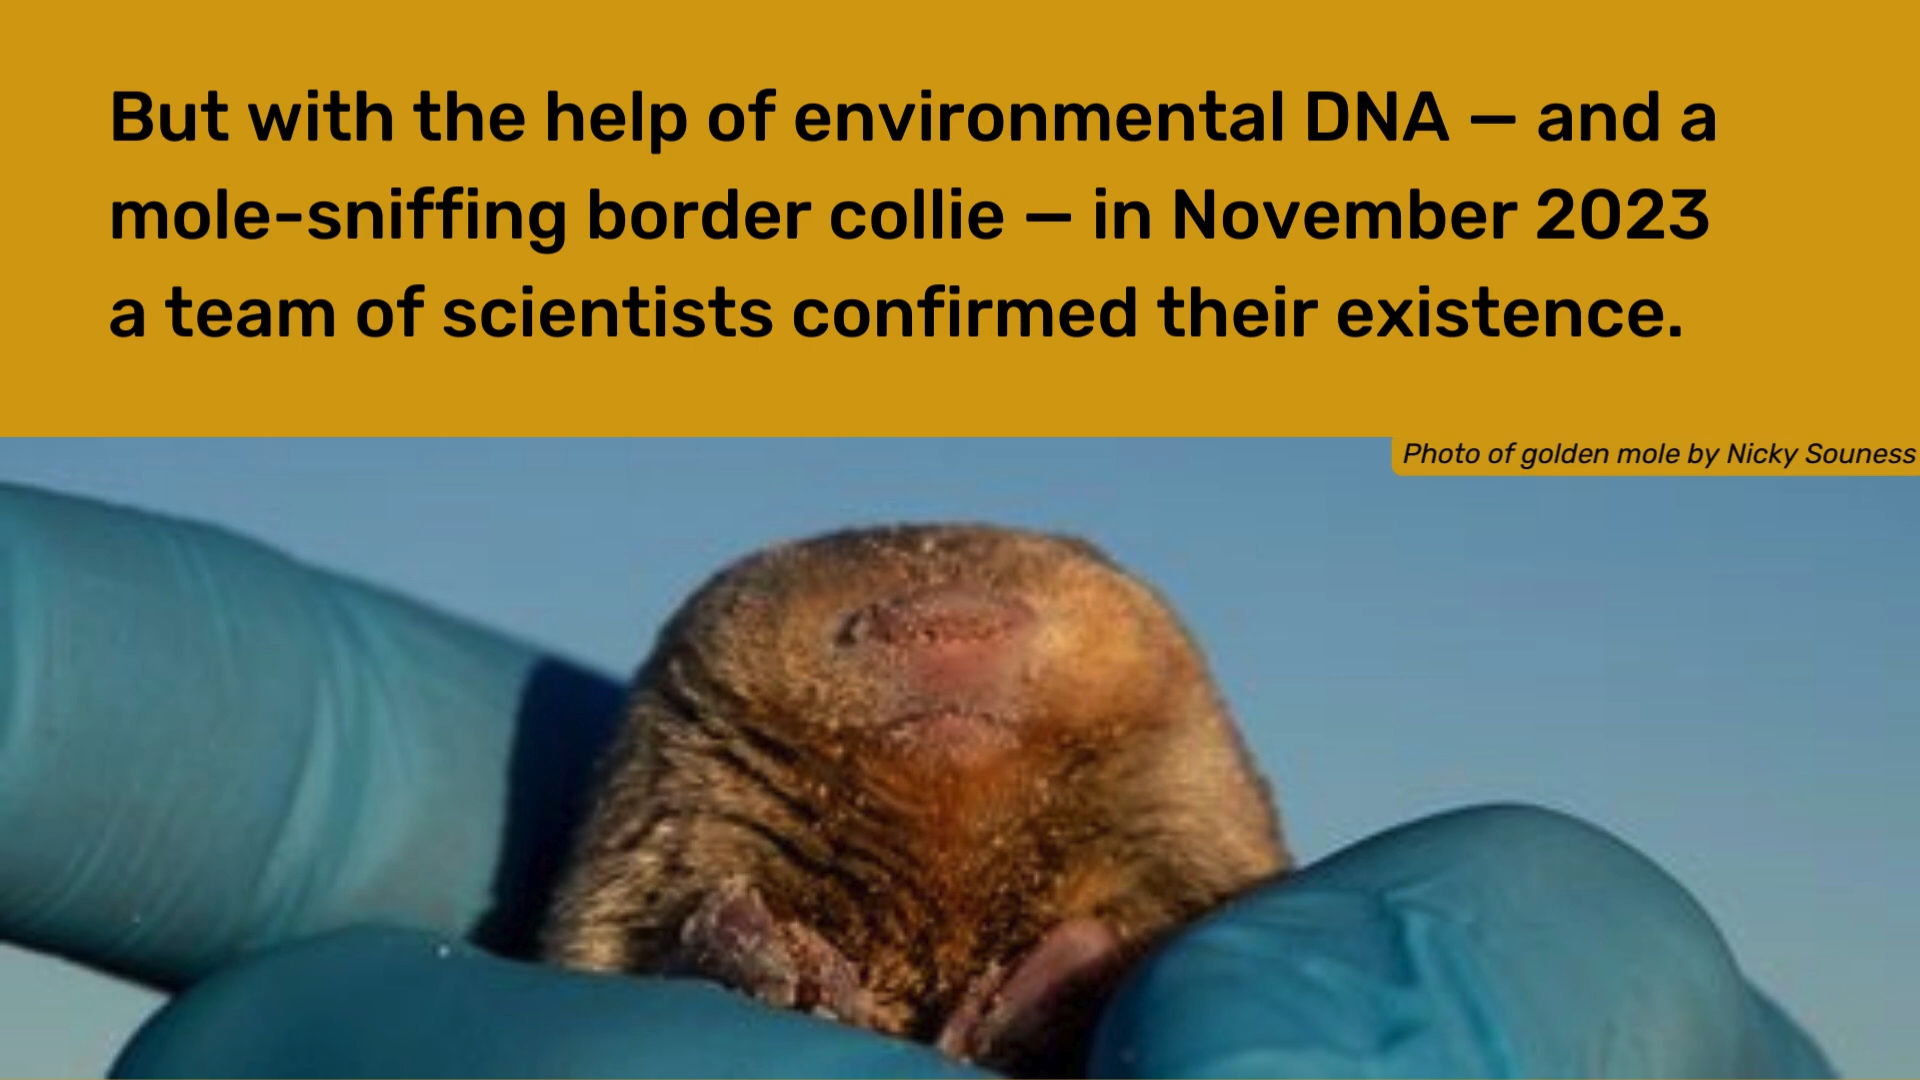 But with the help of environmental DNA — and a
mole-sniffing border collie — in November 2023
a team of scientists confirmed their existence.
Photo of golden mole by Nicky Souness